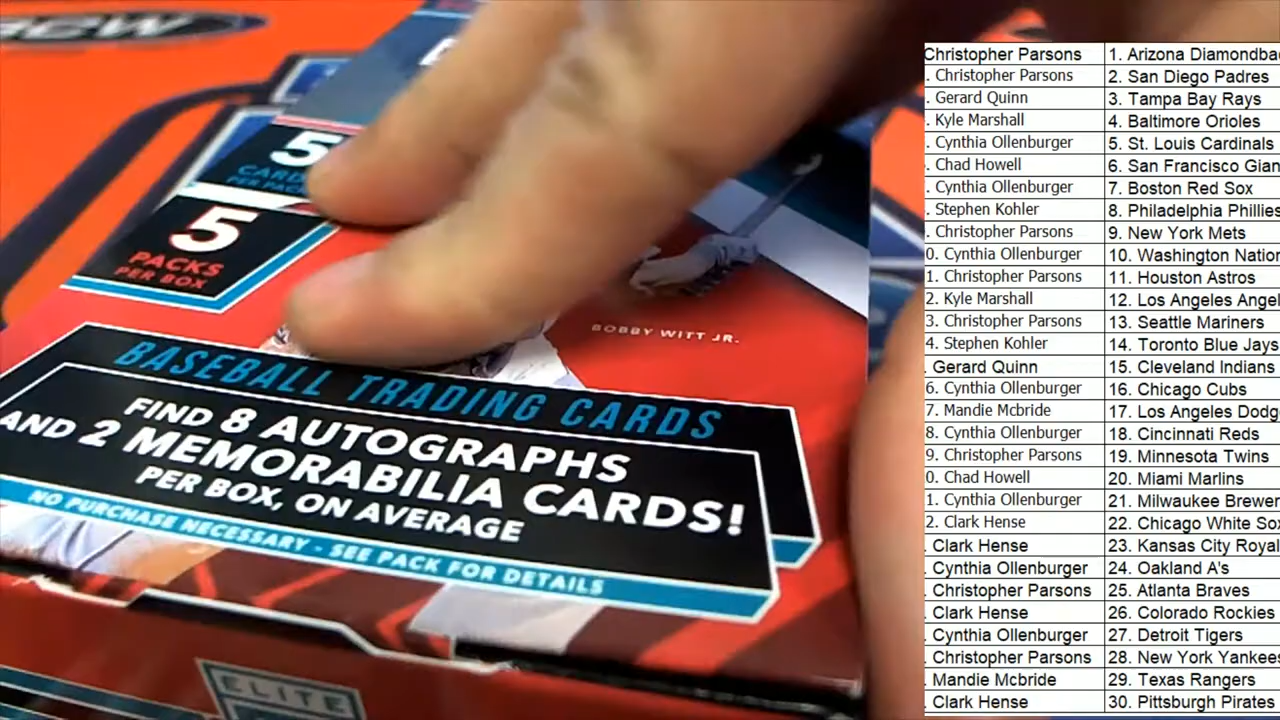 5
PER PACK
5
PACKS
PER BOX
BOBBY WITT JR.
BASEBALL TRADING CARDS
FIND 8 AUTOGRAPHS
AND 2 MEMORABILIA CARDS!
PER BOX, ON AVERAGE
NO PURCHASE NECESSARY - SEE PACK FOR DETAILS
ELITE
Christopher Parsons 1. Arizona Diamondba
. Christopher Parsons 2. San Diego Padres
. Gerard Quinn 3. Tampa Bay Rays
. Kyle Marshall 4. Baltimore Orioles
. Cynthia Ollenburger 5. St. Louis Cardinals
. Chad Howell 6. San Francisco Gian
. Cynthia Ollenburger 7. Boston Red Sox
. Stephen Kohler 8. Philadelphia Phillies
. Christopher Parsons 9. New York Mets
0. Cynthia Ollenburger 10. Washington Nation
1. Christopher Parsons 11. Houston Astros
2. Kyle Marshall 12. Los Angeles Angel
3. Christopher Parsons 13. Seattle Mariners
4. Stephen Kohler 14. Toronto Blue Jays
. Gerard Quinn 15. Cleveland Indians
6. Cynthia Ollenburger 16. Chicago Cubs
7. Mandie Mcbride 17. Los Angeles Dodg
8. Cynthia Ollenburger 18. Cincinnati Reds
9. Christopher Parsons 19. Minnesota Twins
0. Chad Howell 20. Miami Marlins
1. Cynthia Ollenburger 21. Milwaukee Brewer
2. Clark Hense 22. Chicago White Sox
. Clark Hense 23. Kansas City Royal
. Cynthia Ollenburger 24. Oakland A's
. Christopher Parsons 25. Atlanta Braves
. Clark Hense 26. Colorado Rockies
. Cynthia Ollenburger 27. Detroit Tigers
. Christopher Parsons 28. New York Yankees
. Mandie Mcbride 29. Texas Rangers
. Clark Hense 30. Pittsburgh Pirates